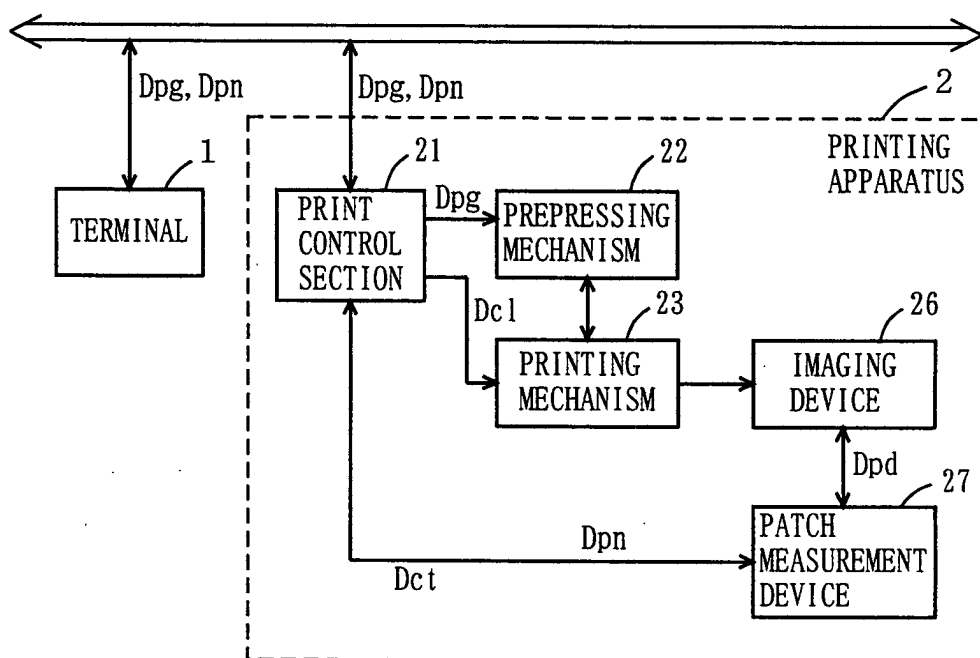 Dpg, Dpn
Dpg, Dpn
2
PRINTING
APPARATUS
1
TERMINAL
21
PRINT
CONTROL
SECTION
Dpg
22
PREPRESSING
MECHANISM
Dcl
23
PRINTING
MECHANISM
26
IMAGING
DEVICE
Dpd
27
PATCH
MEASUREMENT
DEVICE
Dpn
Dct